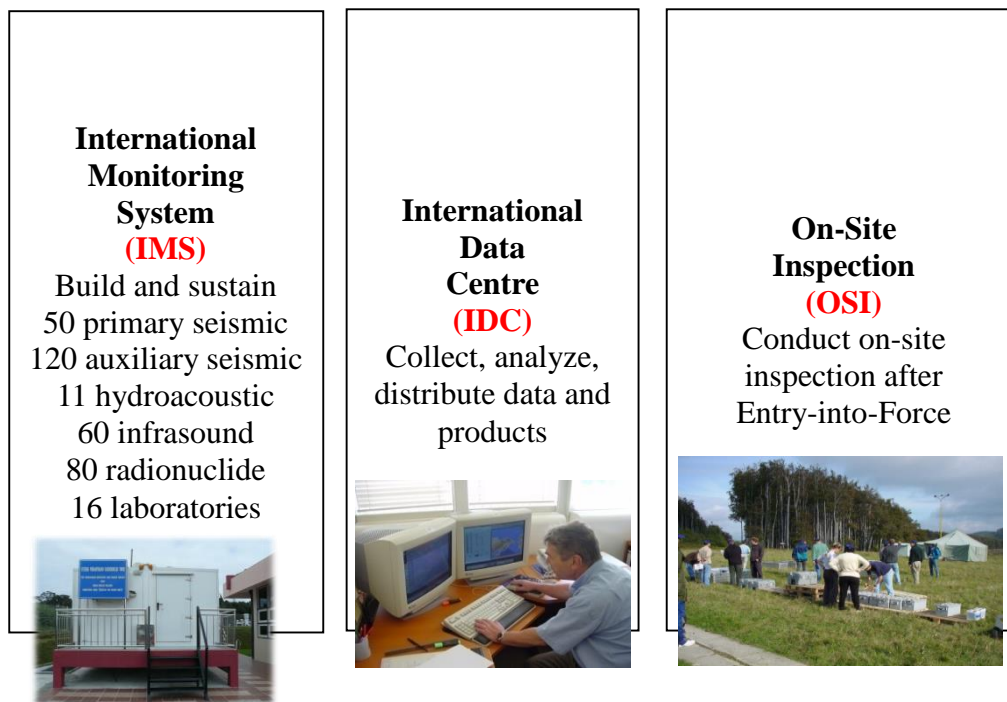 International
Monitoring
System
(IMS)
Build and sustain
50 primary seismic
120 auxiliary seismic
11 hydroacoustic
60 infrasound
80 radionuclide
16 laboratories
International
Data
Centre
(IDC)
Collect, analyze,
distribute data and
products
On-Site
Inspection
(OSI)
Conduct on-site
inspection after
Entry-into-Force